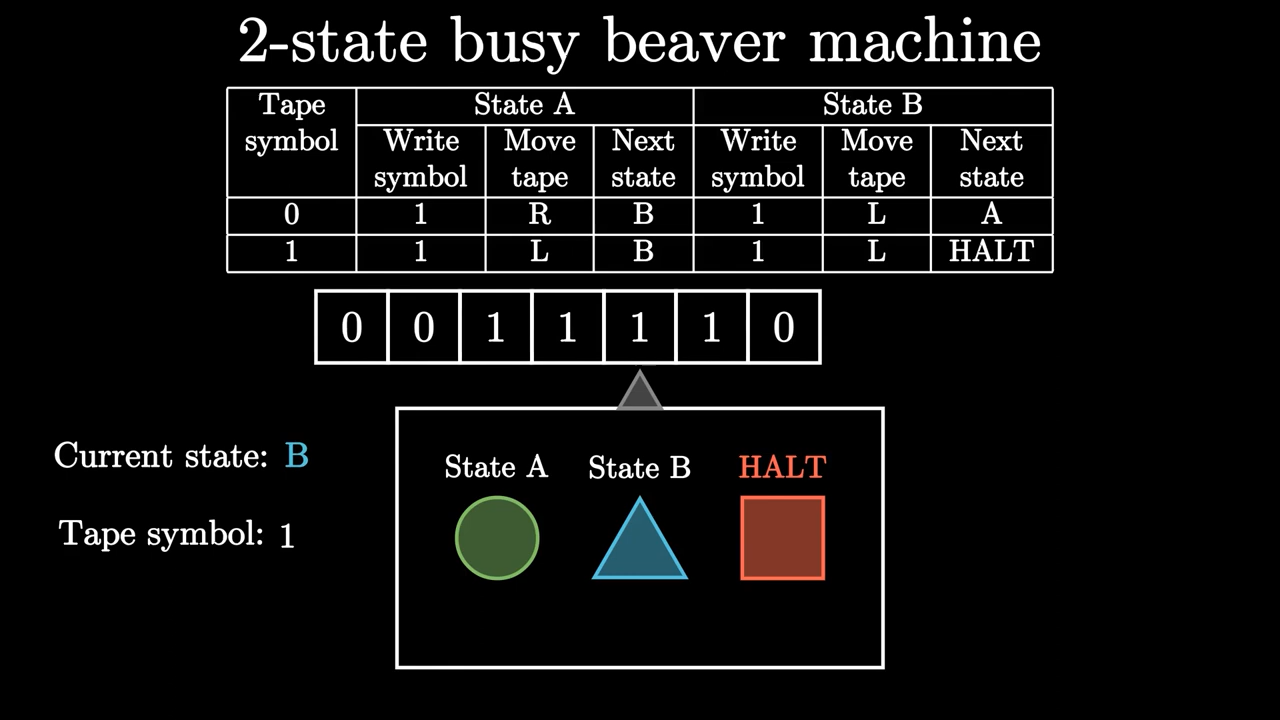 2-state busy beaver machine
Tape symbol State A State B
Write symbol Move tape Next state Write symbol Move tape Next state
0 1 R B 1 L A
1 1 L B 1 L HALT
0 0 1 1 1 1 0
Current state: B
Tape symbol: 1
State A State B HALT